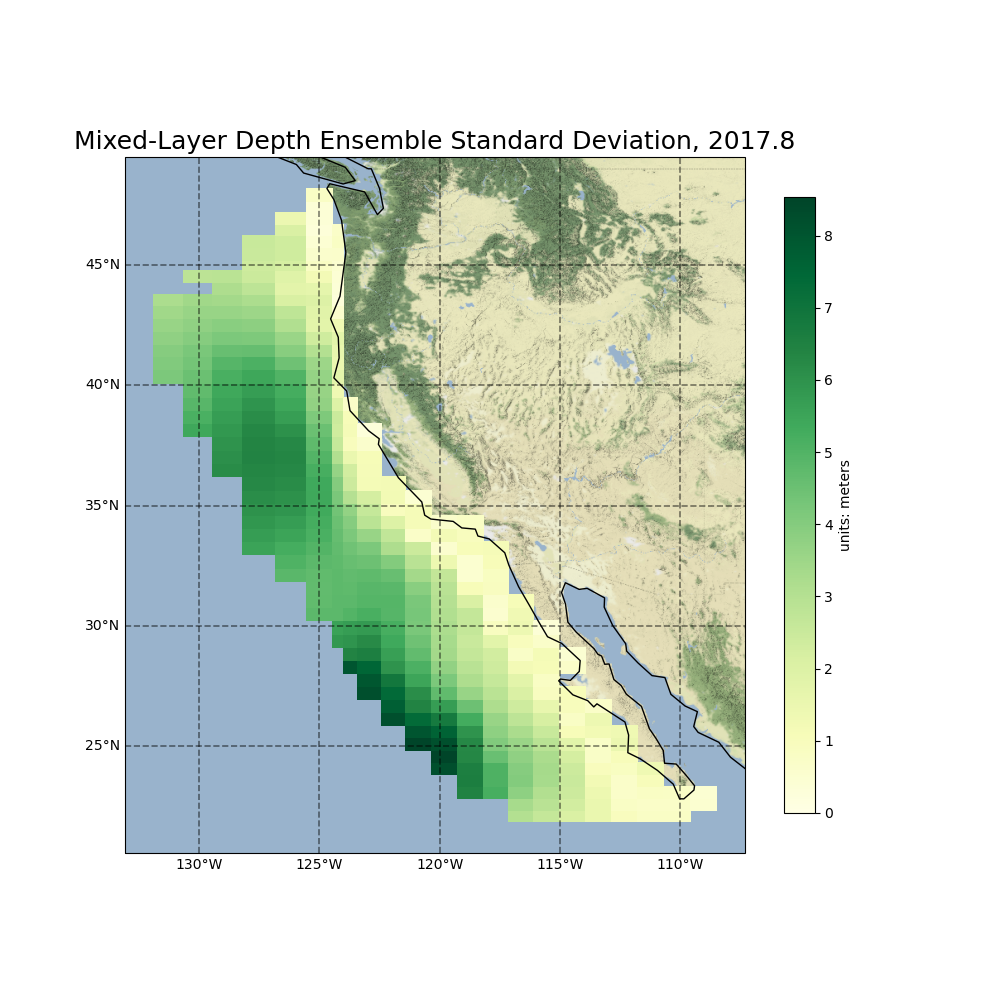 Mixed-Layer Depth Ensemble Standard Deviation, 2017.8
45°N
40°N
35°N
30°N
25°N
130°W
125°W
120°W
115°W
110°W
8
7
6
5
4
3
2
1
0
units: meters